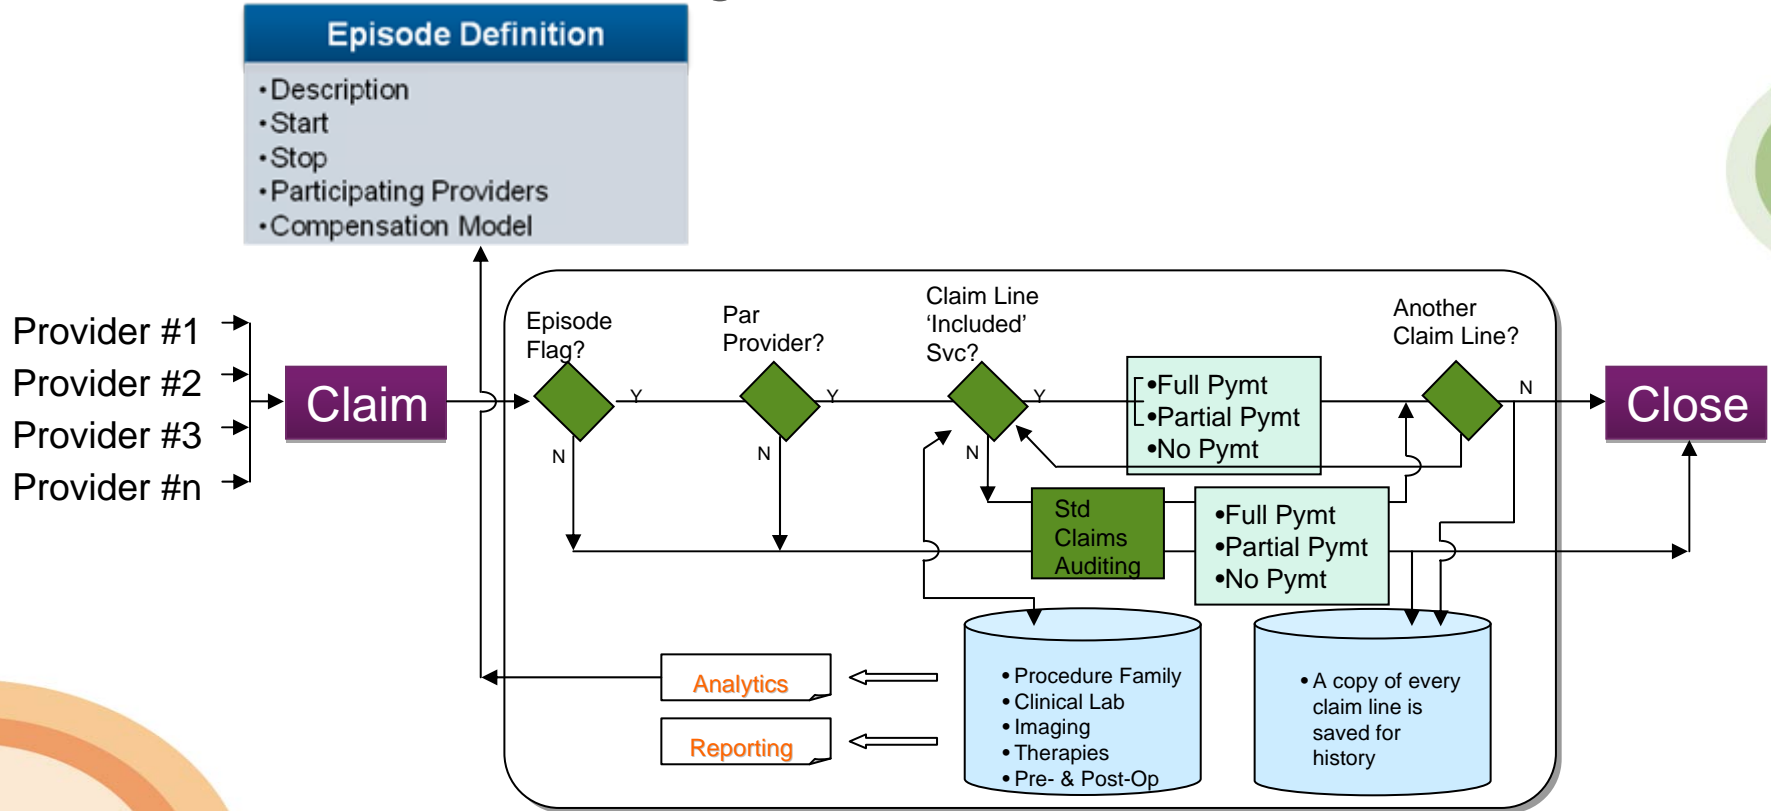 Episode Definition
•Description
•Start
•Stop
•Participating Providers
•Compensation Model
Provider #1
Provider #2
Provider #3
Provider #n
Claim
Episode
Flag?
Y
N
Par
Provider?
Y
N
Claim Line
‘Included’
Svc?
Y
N
•Full Pymt
•Partial Pymt
•No Pymt
Another
Claim Line?
N
Close
Std
Claims
Auditing
•Full Pymt
•Partial Pymt
•No Pymt
Analytics
Reporting
•Procedure Family
•Clinical Lab
•Imaging
•Therapies
•Pre- & Post-Op
•A copy of every
claim line is
saved for
history